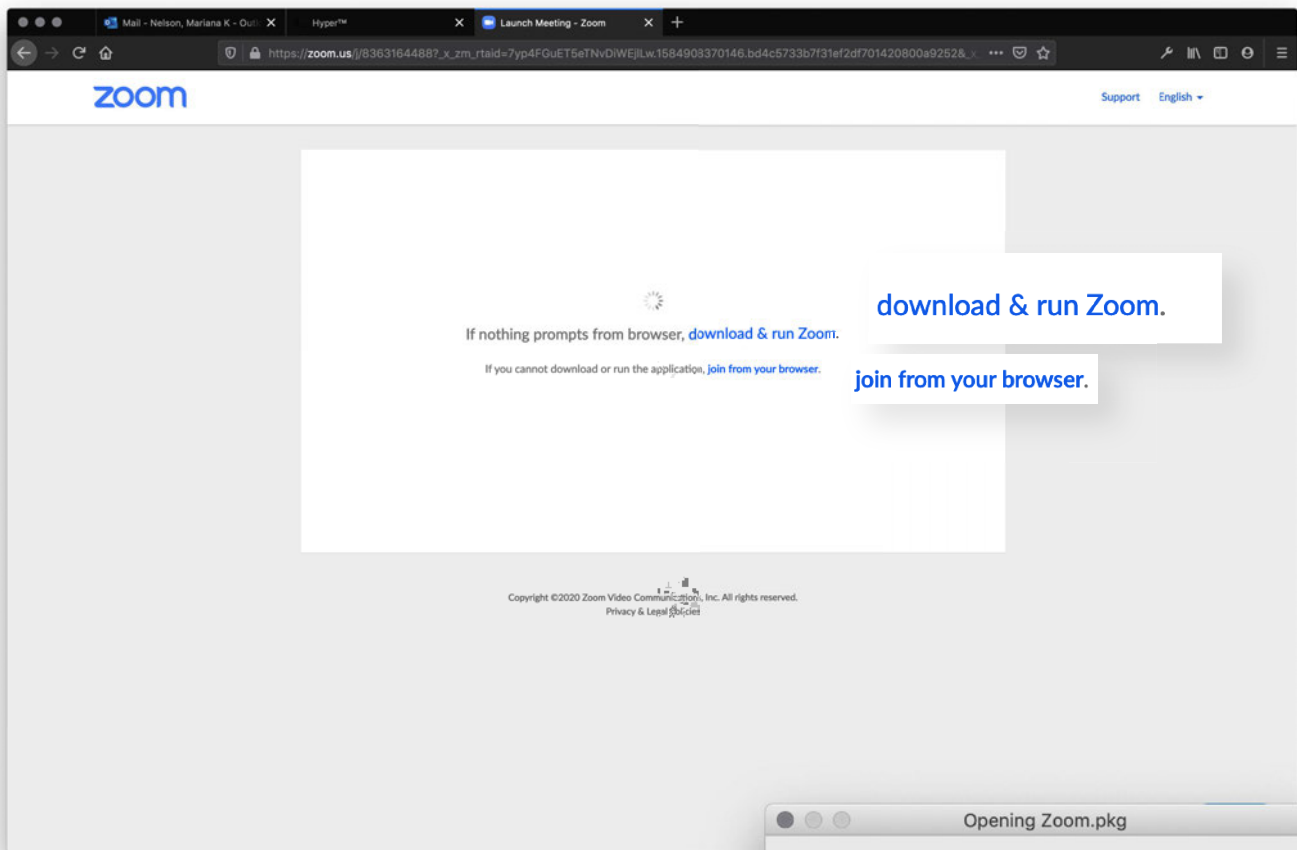 Mail - Nelson, Mariana K - Outl
Hyper™
Launch Meeting - Zoom
https://zoom.us/j/8363164488?_x_zm_rtaid=7yp4FGuET5eTNvDiWEjlLw.1584908370146.bd4c5733b7f31ef2df701420800a9252&_x
zoom
Support English
If nothing prompts from browser, download & run Zoom.
download & run Zoom.
If you cannot download or run the application, join from your browser.
join from your browser.
Copyright ©2020 Zoom Video Communications, Inc. All rights reserved.
Privacy & Legal Policies
Opening Zoom.pkg